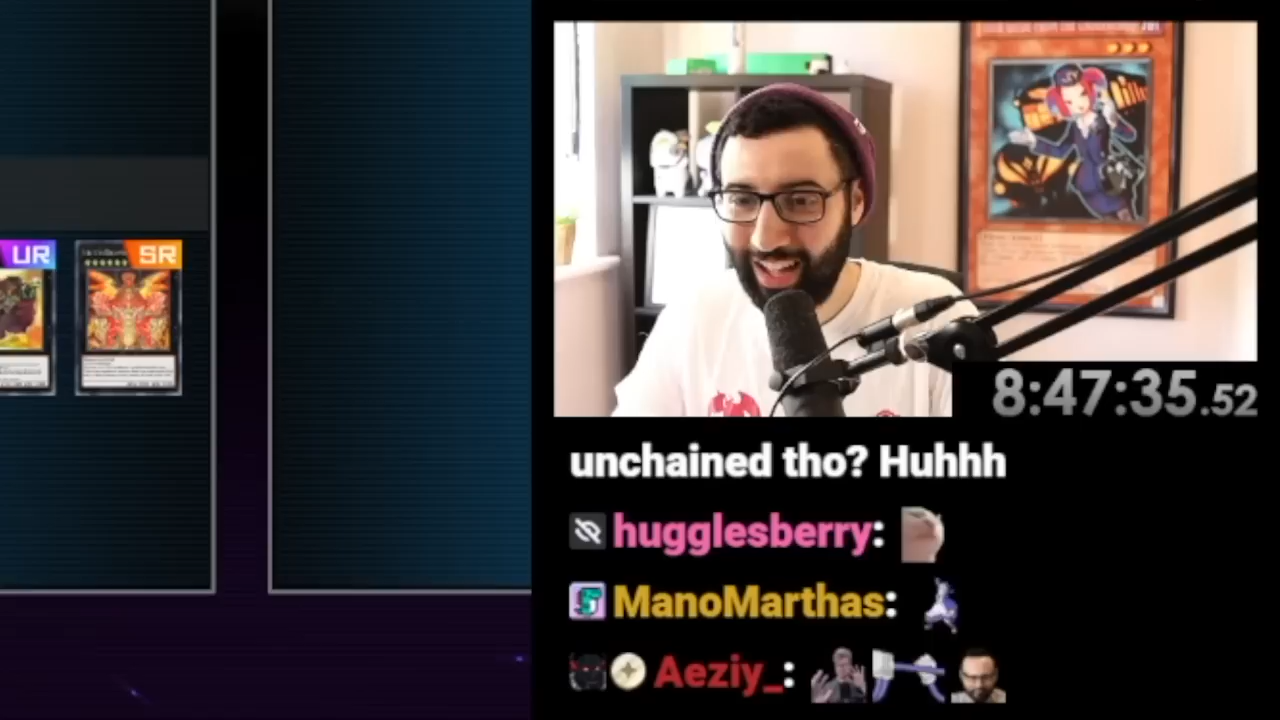 UR
SR
8:47:35.52
unchained tho? Huhhh
hugglesberry:
ManoMarthas:
Aeziy_: